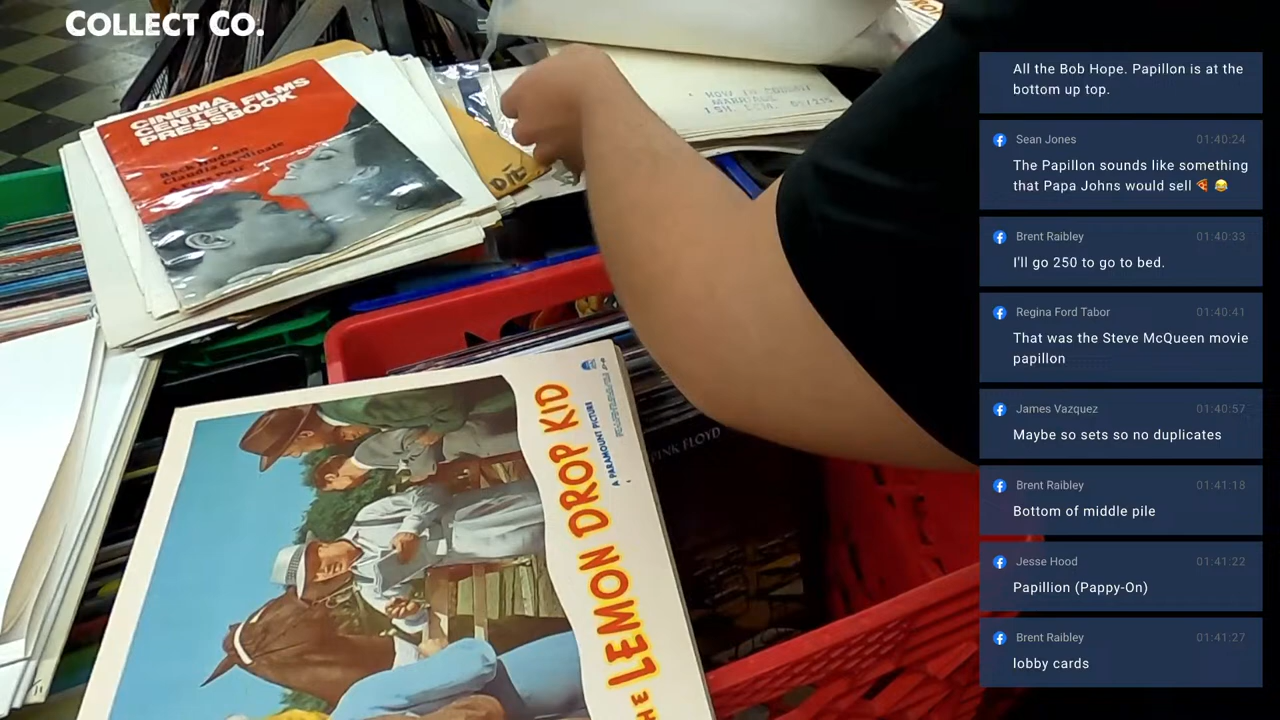 COLLECT CO.
CINEMA
CENTER FILMS
PRESSBOOK
Rock Hudson
Claudia Cardinale
A Fine Pair
DIE
PINK FLOYD
THE LEMON DROP KID
A PARAMOUNT PICTURE
All the Bob Hope. Papillon is at the
bottom up top.
Sean Jones 01:40:24
The Papillon sounds like something
that Papa Johns would sell 🍕 😂
Brent Raibley 01:40:33
I'll go 250 to go to bed.
Regina Ford Tabor 01:40:41
That was the Steve McQueen movie
papillon
James Vazquez 01:40:57
Maybe so sets so no duplicates
Brent Raibley 01:41:18
Bottom of middle pile
Jesse Hood 01:41:22
Papillion (Pappy-On)
Brent Raibley 01:41:27
lobby cards